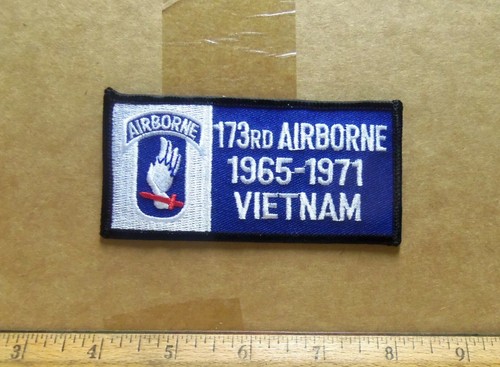 AIRBORNE
173RD AIRBORNE
1965-1971
VIETNAM
3 4 5 6 7 8 9